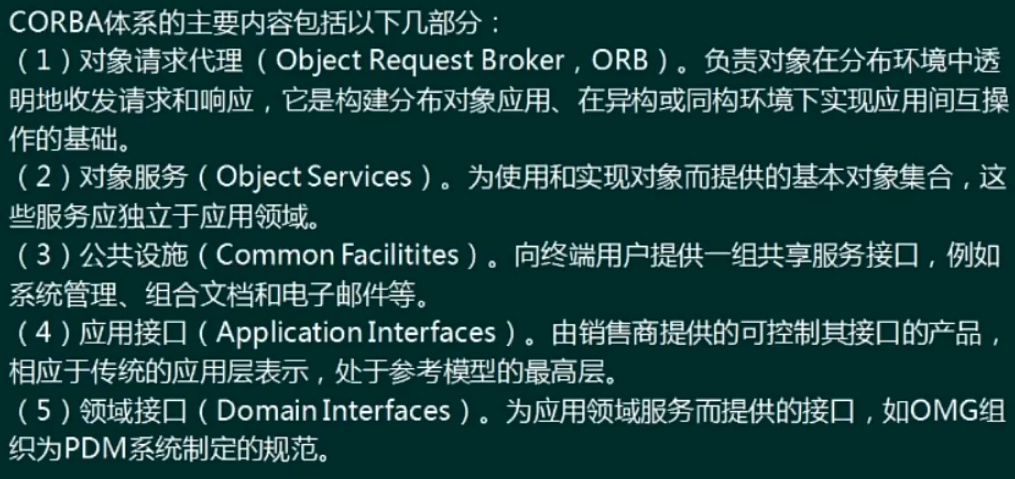 CORBA体系的主要内容包括以下几部分：
（1）对象请求代理（Object Request Broker，ORB）。负责对象在分布环境中透
明地收发请求和响应，它是构建分布对象应用、在异构或同构环境下实现应用间互操
作的基础。
（2）对象服务（Object Services）。为使用和实现对象而提供的基本对象集合，这
些服务应独立于应用领域。
（3）公共设施（Common Facilitites）。向终端用户提供一组共享服务接口，例如
系统管理、组合文档和电子邮件等。
（4）应用接口（Application Interfaces）。由销售商提供的可控制其接口的产品，
相应于传统的应用层表示，处于参考模型的最高层。
（5）领域接口（Domain Interfaces）。为应用领域服务而提供的接口，如OMG组
织为PDM系统制定的规范。